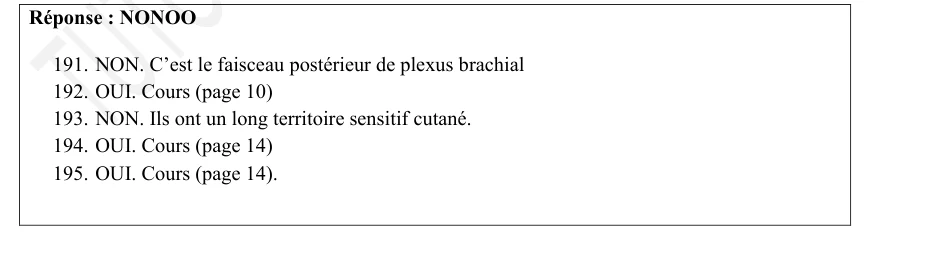 Réponse : NONOO
191. NON. C’est le faisceau postérieur de plexus brachial
192. OUI. Cours (page 10)
193. NON. Ils ont un long territoire sensitif cutané.
194. OUI. Cours (page 14)
195. OUI. Cours (page 14).